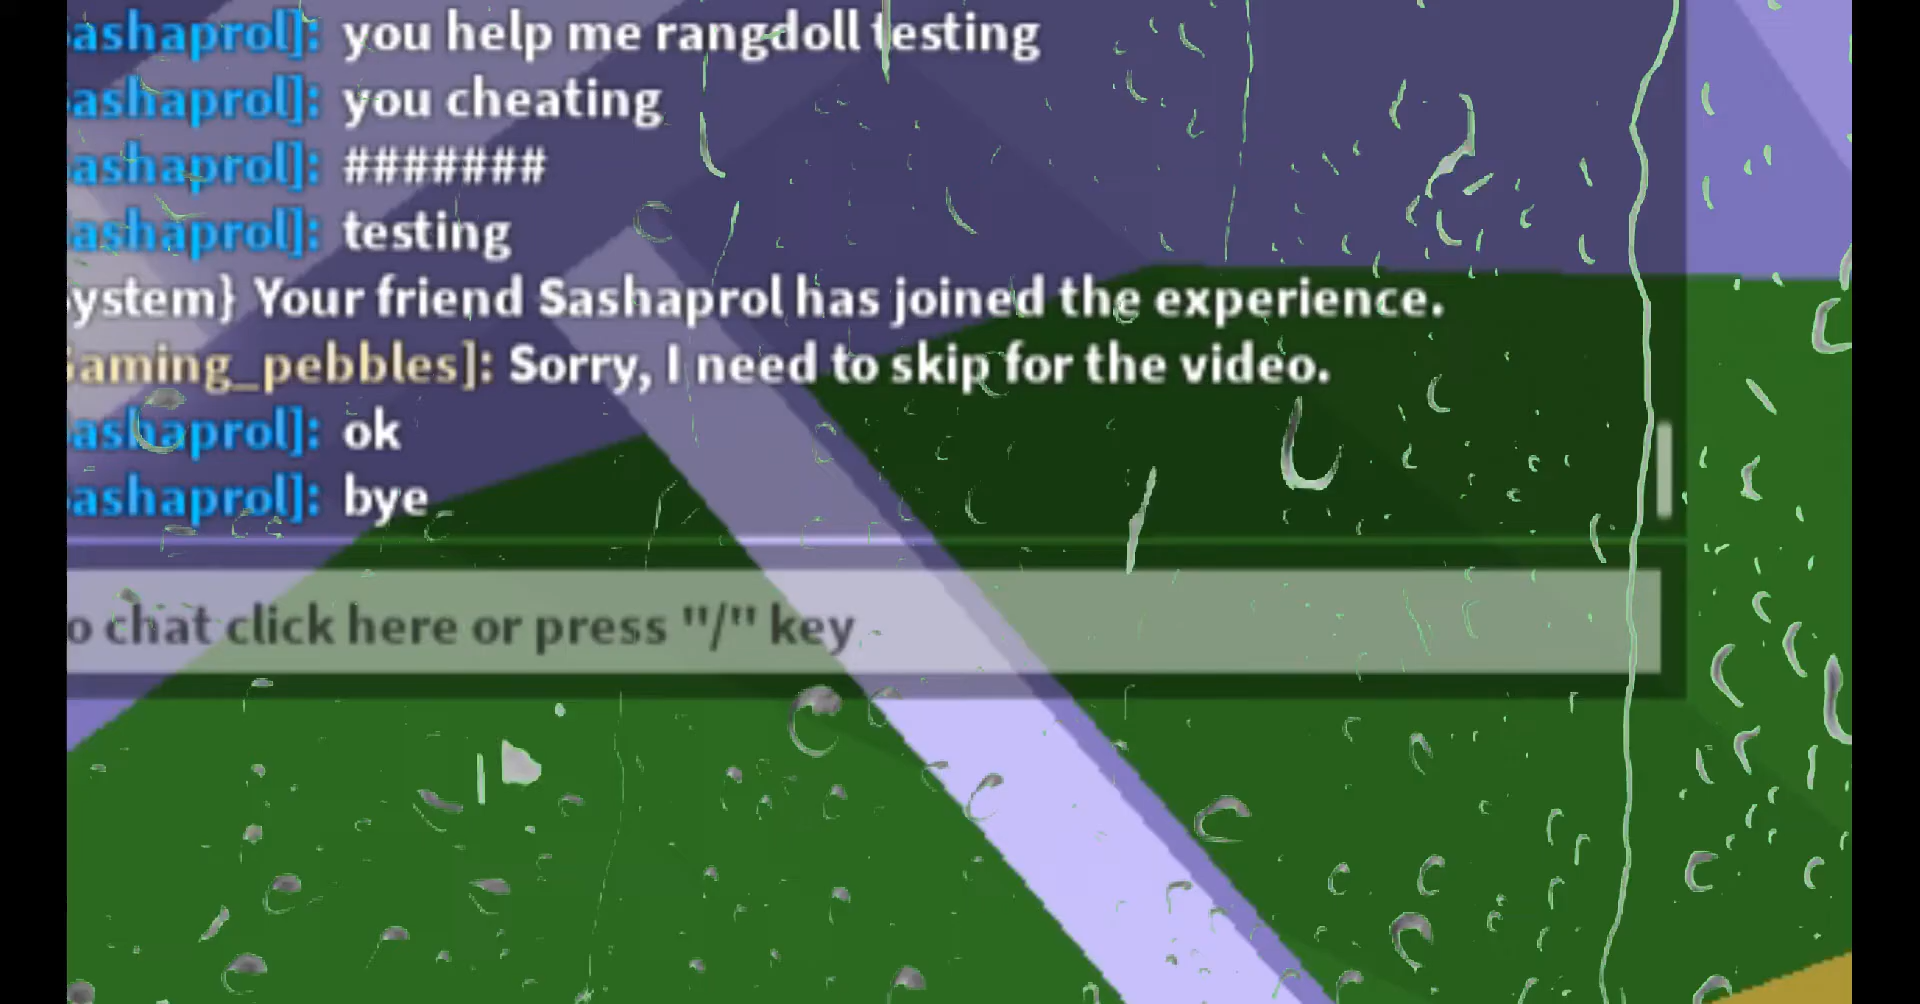 ashaprol]: you help me rangdoll testing
ashaprol]: you cheating
ashaprol]: #######
ashaprol]: testing
ystem} Your friend Sashaprol has joined the experience.
aming_pebbles]: Sorry, I need to skip for the video.
ashaprol]: ok
ashaprol]: bye
o chat click here or press "/" key